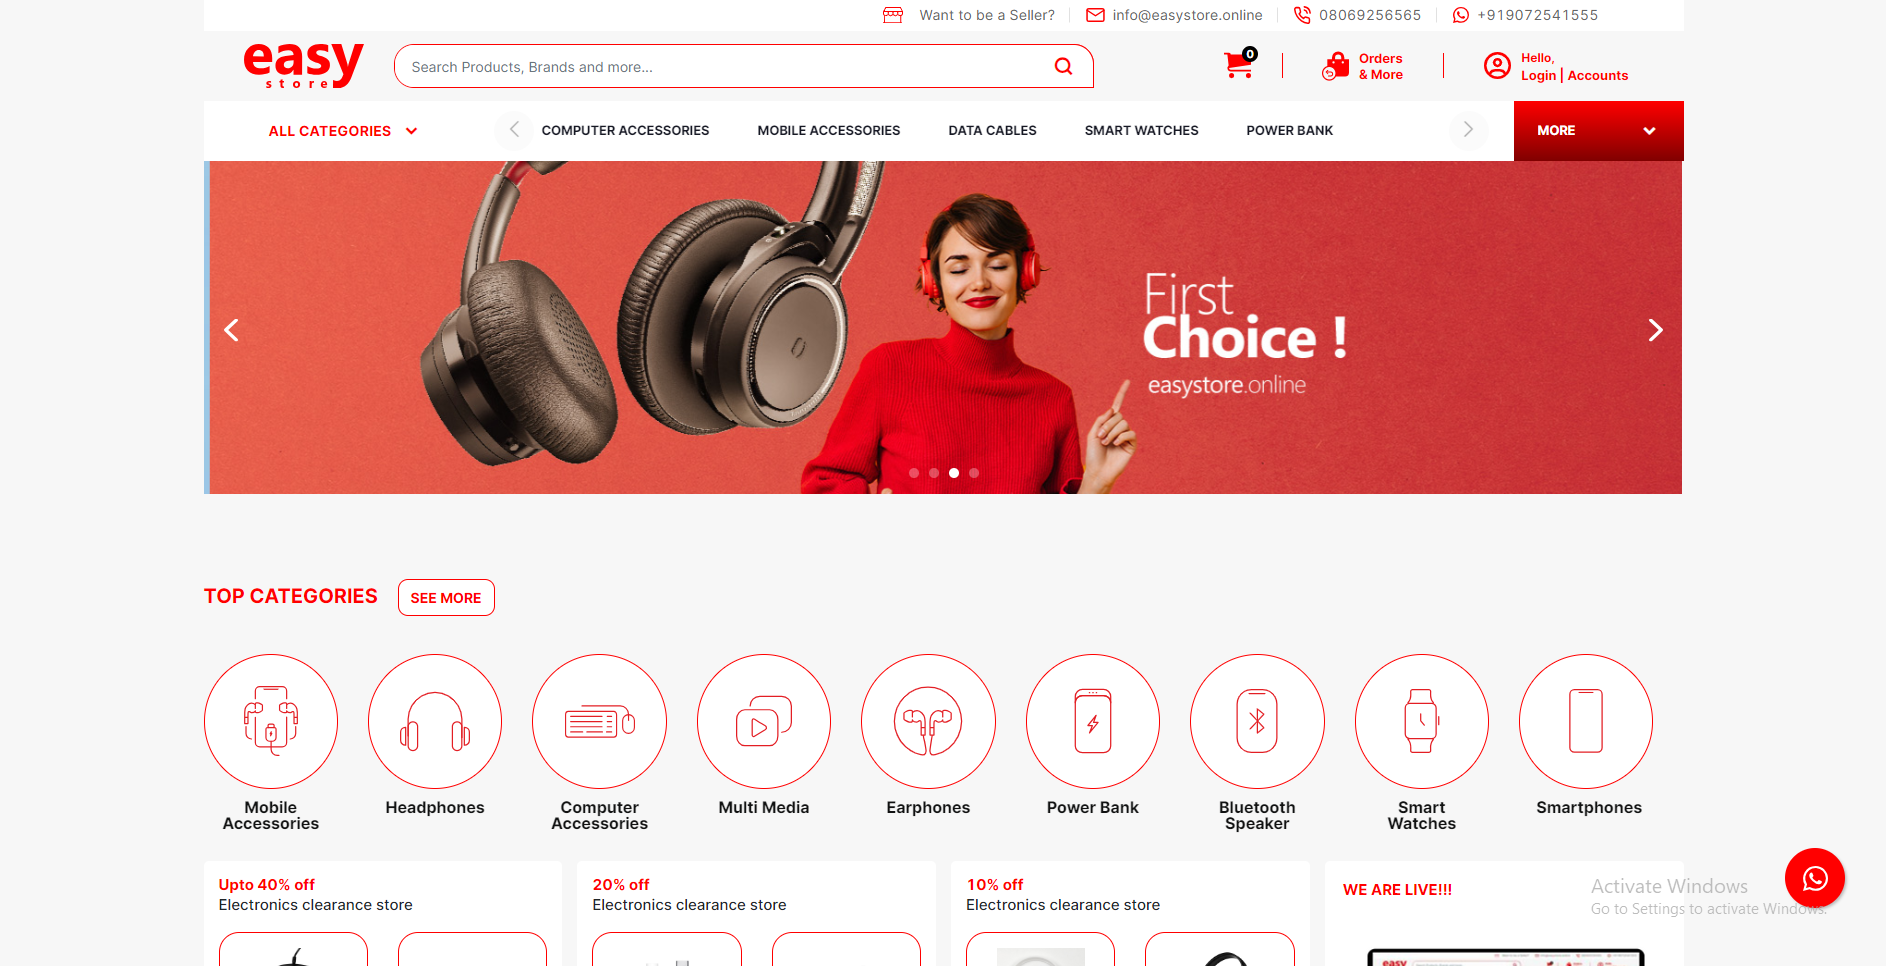 Want to be a Seller?
info@easystore.online
08069256565
+919072541555
easy
store
Search Products, Brands and more...
0
Orders
& More
Hello,
Login | Accounts
ALL CATEGORIES
COMPUTER ACCESSORIES
MOBILE ACCESSORIES
DATA CABLES
SMART WATCHES
POWER BANK
MORE
First
Choice !
easystore.online
TOP CATEGORIES
SEE MORE
Mobile
Accessories
Headphones
Computer
Accessories
Multi Media
Earphones
Power Bank
Bluetooth
Speaker
Smart
Watches
Smartphones
Upto 40% off
Electronics clearance store
20% off
Electronics clearance store
10% off
Electronics clearance store
WE ARE LIVE!!!
Activate Windows
Go to Settings to activate Windows.
easy